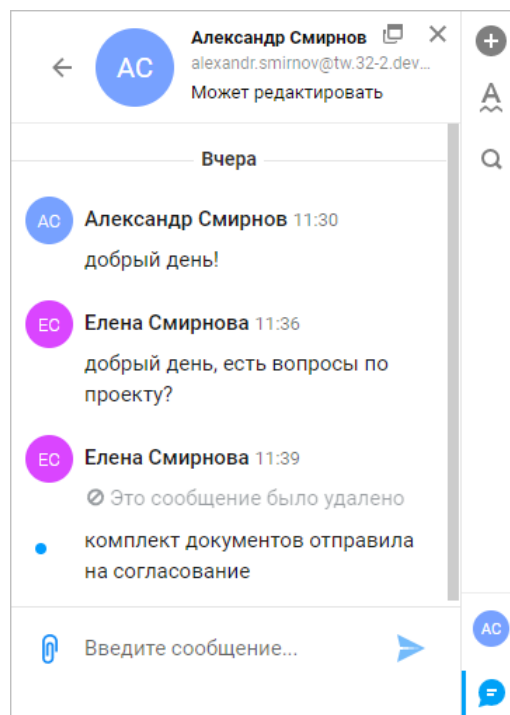 АС
Александр Смирнов
alexandr.smirnov@tw.32-2.dev...
Может редактировать
Вчера
АС
Александр Смирнов 11:30
добрый день!
ЕС
Елена Смирнова 11:36
добрый день, есть вопросы по
проекту?
ЕС
Елена Смирнова 11:39
Это сообщение было удалено
комплект документов отправила
на согласование
Введите сообщение...
АС